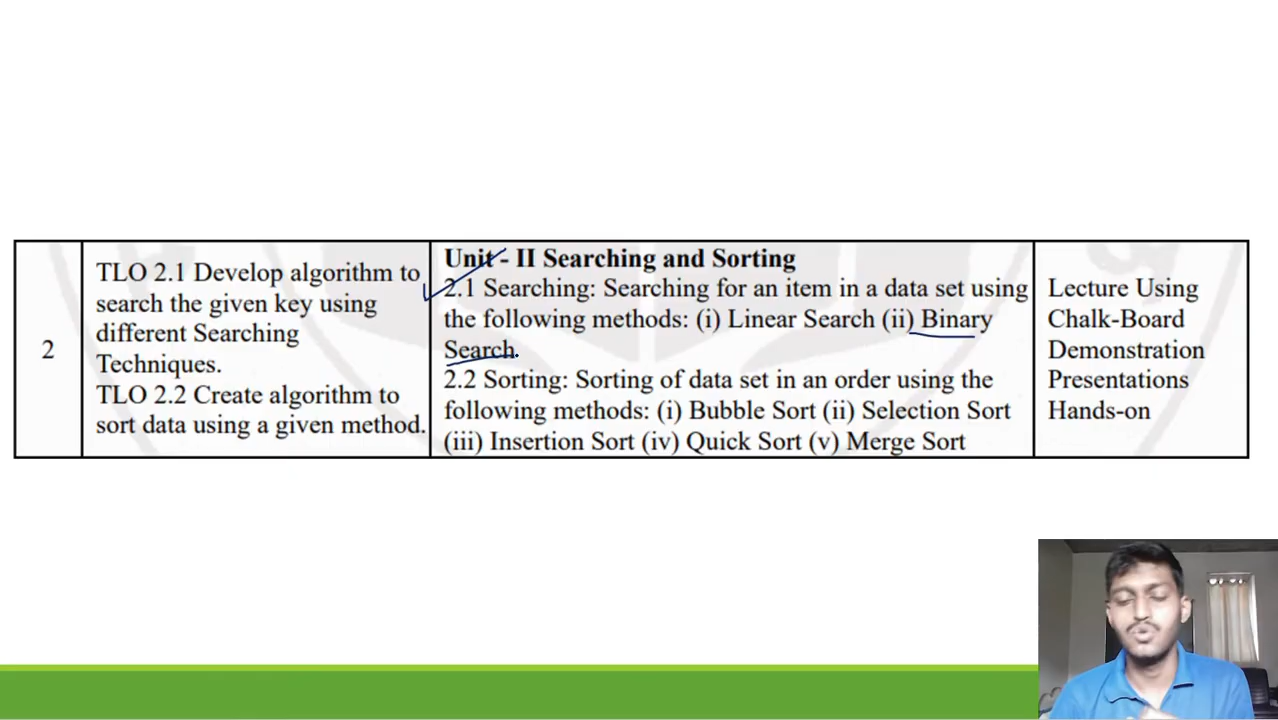 2
TLO 2.1 Develop algorithm to
search the given key using
different Searching
Techniques.
TLO 2.2 Create algorithm to
sort data using a given method.
Unit - II Searching and Sorting
2.1 Searching: Searching for an item in a data set using
the following methods: (i) Linear Search (ii) Binary
Search.
2.2 Sorting: Sorting of data set in an order using the
following methods: (i) Bubble Sort (ii) Selection Sort
(iii) Insertion Sort (iv) Quick Sort (v) Merge Sort
Lecture Using
Chalk-Board
Demonstration
Presentations
Hands-on